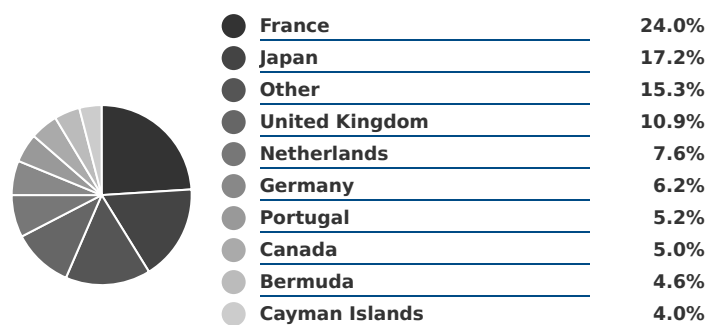 France 24.0%
Japan 17.2%
Other 15.3%
United Kingdom 10.9%
Netherlands 7.6%
Germany 6.2%
Portugal 5.2%
Canada 5.0%
Bermuda 4.6%
Cayman Islands 4.0%